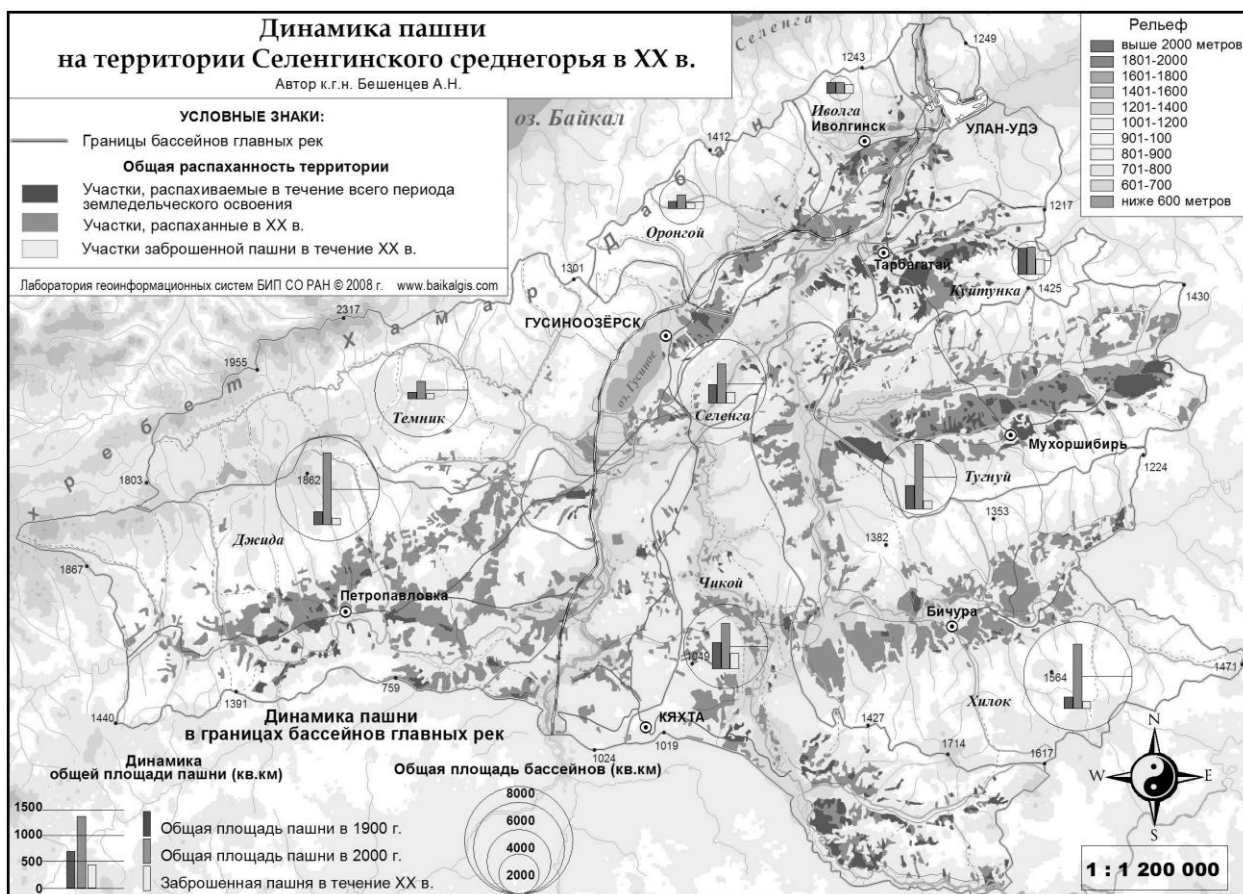 Динамика пашни
на территории Селенгинского среднегорья в XX в.
Автор к.г.н. Бешенцев А.Н.
УСЛОВНЫЕ ЗНАКИ:
Границы бассейнов главных рек
Общая распаханность территории
Участки, распахиваемые в течение всего периода
земледельческого освоения
Участки, распаханные в XX в.
Участки заброшенной пашни в течение XX в.
Лаборатория геоинформационных систем БИП СО РАН © 2008 г. www.baikalgis.com
Рельеф
выше 2000 метров
1801-2000
1601-1800
1401-1600
1201-1400
1001-1200
901-100
801-900
701-800
601-700
ниже 600 метров
Селенга
1249
1243
оз. Байкал
Иволга
Иволгинск
УЛАН-УДЭ
1412
1217
Оронгой
Тарбагатай
1301
Куйтунка
1425
1430
2317
ГУСИНООЗЁРСК
Хребет Хамар Дабан
1955
оз. Гусиное
Темник
Селенга
Мухоршибирь
1224
1803
1862
Тугнуй
1353
Джида
1382
1867
Чикой
Петропавловка
Бичура
1049
1471
1564
759
1391
Хилок
1440
КЯХТА
1427
1019
1024
1714
1617
Динамика пашни
в границах бассейнов главных рек
Динамика
общей площади пашни (кв.км)
1500
1000
500
0
Общая площадь пашни в 1900 г.
Общая площадь пашни в 2000 г.
Заброшенная пашня в течение XX в.
Общая площадь бассейнов (кв.км)
8000
6000
4000
2000
N
W
E
S
1 : 1 200 000